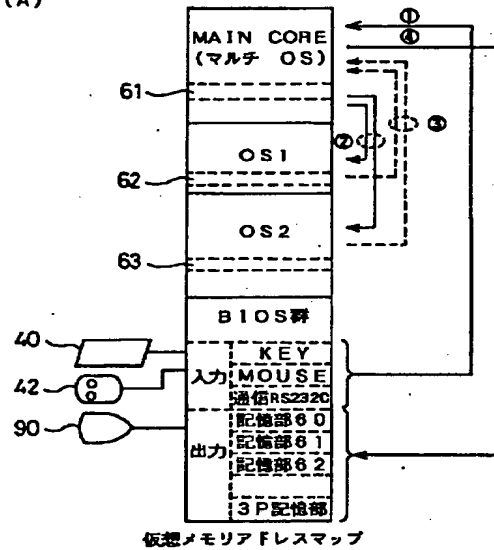 (A)
MAIN CORE
(マルチ OS)
①
④
61
②
③
OS1
62
OS2
63
BIOS群
40
入力
KEY
42
MOUSE
通信RS232C
90
出力
記憶部60
記憶部61
記憶部62
3P記憶部
仮想メモリアドレスマップ